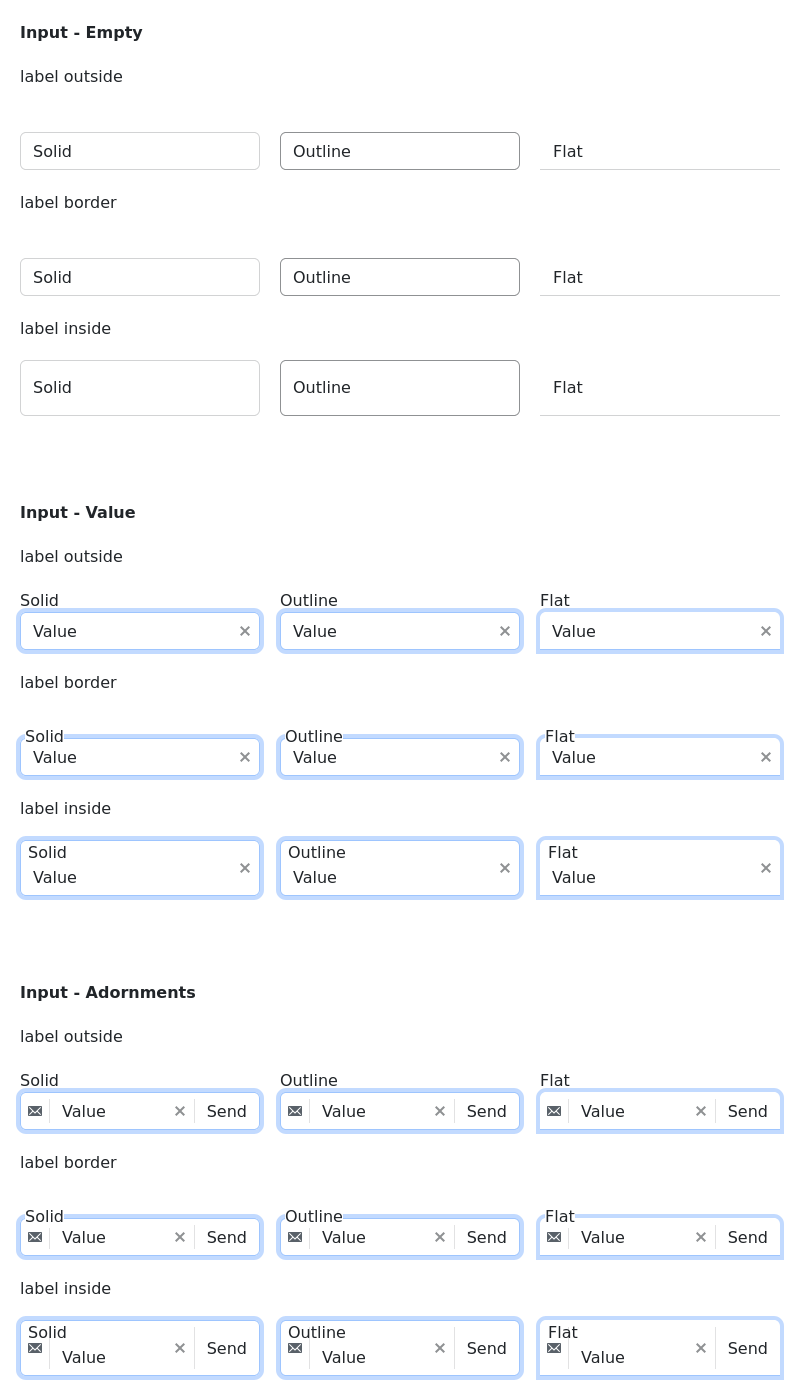 Input - Empty
label outside
Solid Outline Flat
label border
Solid Outline Flat
label inside
Solid Outline Flat
Input - Value
label outside
Solid Outline Flat
Value Value Value
label border
Solid Outline Flat
Value Value Value
label inside
Solid Outline Flat
Value Value Value
Input - Adornments
label outside
Solid Outline Flat
Value Send Value Send Value Send
label border
Solid Outline Flat
Value Send Value Send Value Send
label inside
Solid Outline Flat
Value Send Value Send Value Send